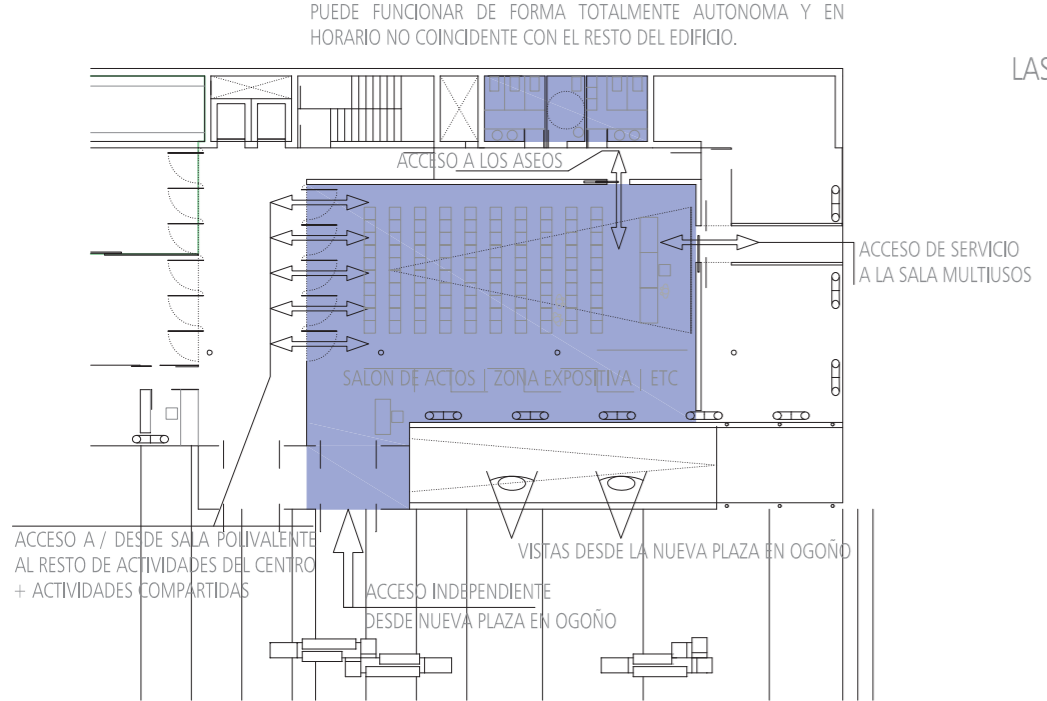 PUEDE FUNCIONAR DE FORMA TOTALMENTE AUTONOMA Y EN
HORARIO NO COINCIDENTE CON EL RESTO DEL EDIFICIO.
LAS
ACCESO A LOS ASEOS
ACCESO DE SERVICIO
A LA SALA MULTIUSOS
SALON DE ACTOS | ZONA EXPOSITIVA | ETC
ACCESO A / DESDE SALA POLIVALENTE
AL RESTO DE ACTIVIDADES DEL CENTRO
+ ACTIVIDADES COMPARTIDAS
VISTAS DESDE LA NUEVA PLAZA EN OGOÑO
ACCESO INDEPENDIENTE
DESDE NUEVA PLAZA EN OGOÑO